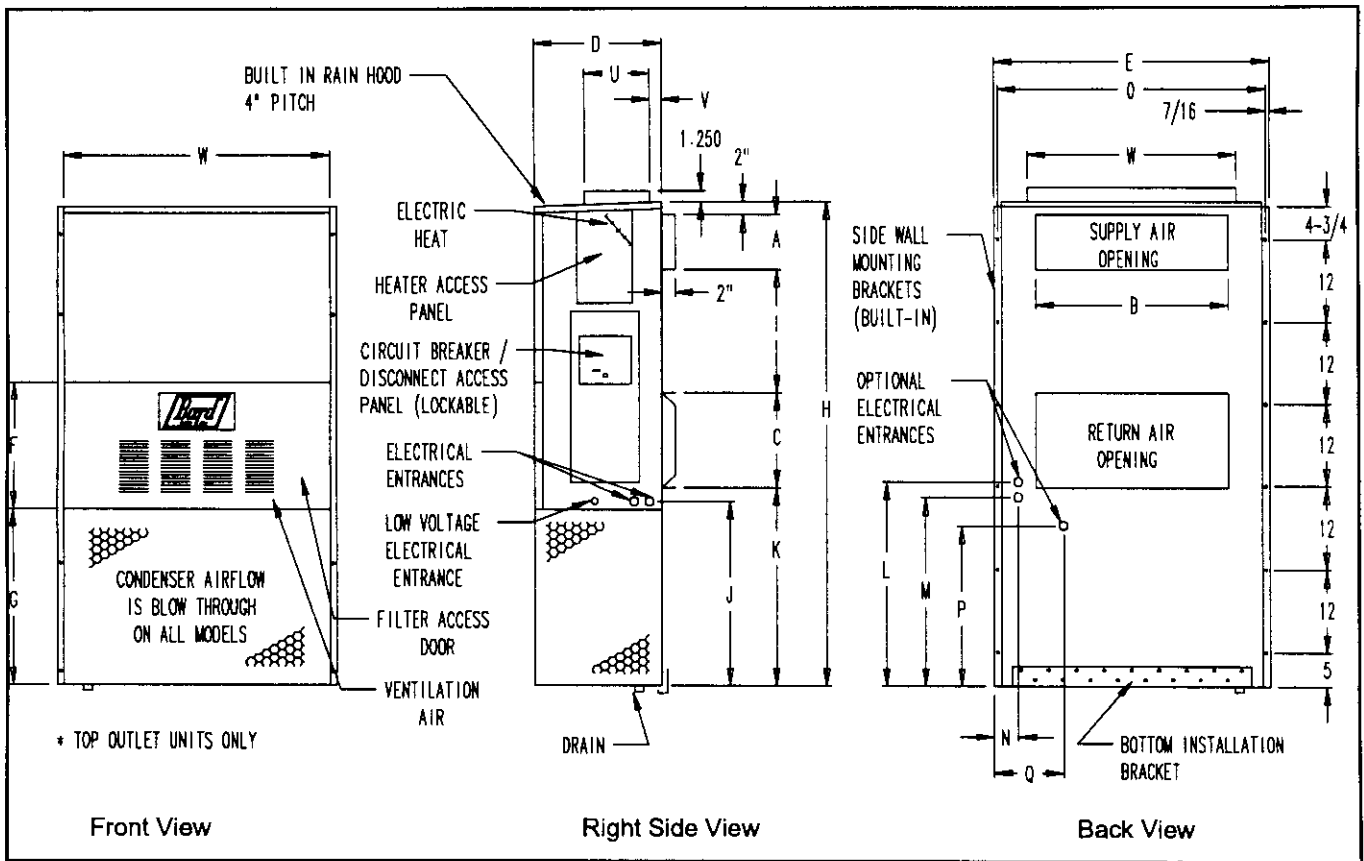 W
F
G
Bard
CONDENSER AIRFLOW
IS BLOW THROUGH
ON ALL MODELS
* TOP OUTLET UNITS ONLY
Front View
BUILT IN RAIN HOOD
4" PITCH
ELECTRIC
HEAT
HEATER ACCESS
PANEL
CIRCUIT BREAKER /
DISCONNECT ACCESS
PANEL (LOCKABLE)
ELECTRICAL
ENTRANCES
LOW VOLTAGE
ELECTRICAL
ENTRANCE
FILTER ACCESS
DOOR
VENTILATION
AIR
D
U
V
1.250
2"
A
2"
I
H
C
K
J
DRAIN
Right Side View
E
O
7/16
W
4-3/4
SIDE WALL
MOUNTING
BRACKETS
(BUILT-IN)
SUPPLY AIR
OPENING
B
12
12
OPTIONAL
ELECTRICAL
ENTRANCES
RETURN AIR
OPENING
12
12
12
5
L
M
P
N
Q
BOTTOM INSTALLATION
BRACKET
Back View